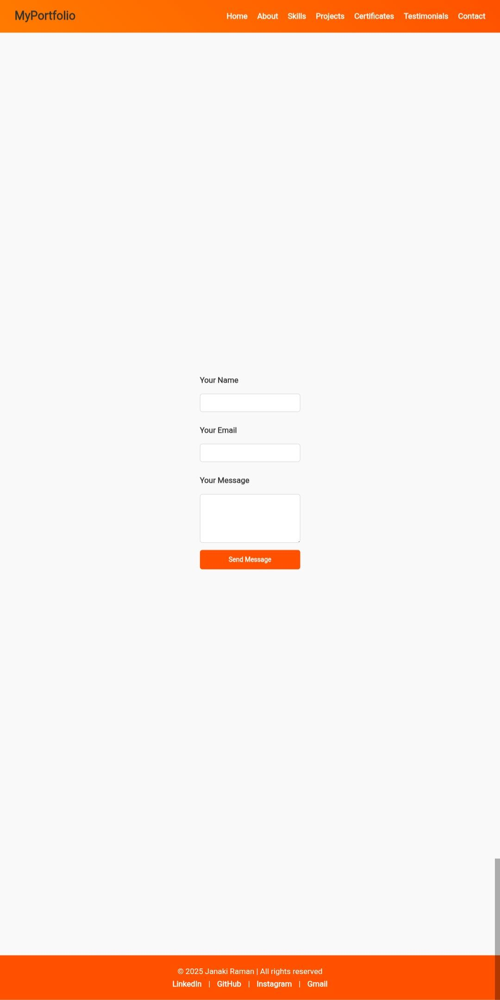 MyPortfolio Home About Skills Projects Certificates Testimonials Contact
Your Name
Your Email
Your Message
Send Message
© 2025 Janaki Raman | All rights reserved
LinkedIn | GitHub | Instagram | Gmail